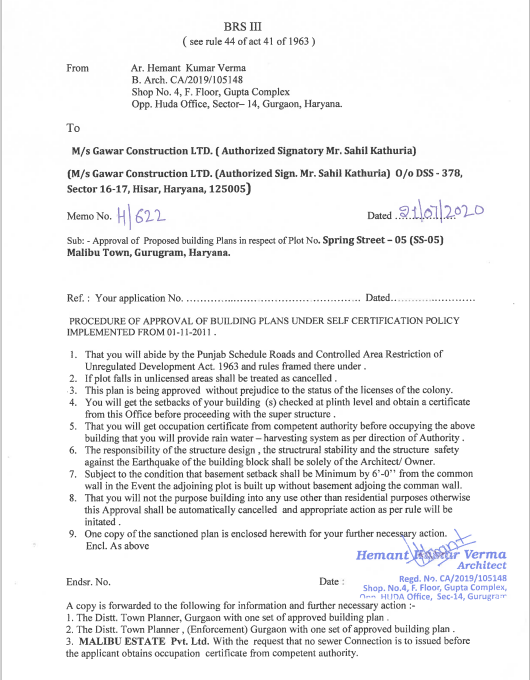 BRS III
( see rule 44 of act 41 of 1963 )
From Ar. Hemant Kumar Verma
B. Arch. CA/2019/105148
Shop No. 4, F. Floor, Gupta Complex
Opp. Huda Office, Sector– 14, Gurgaon, Haryana.
To
M/s Gawar Construction LTD. ( Authorized Signatory Mr. Sahil Kathuria)
(M/s Gawar Construction LTD. (Authorized Sign. Mr. Sahil Kathuria) O/o DSS - 378,
Sector 16-17, Hisar, Haryana, 125005)
Memo No. H/622 Dated 21/07/2020
Sub: - Approval of Proposed building Plans in respect of Plot No. Spring Street – 05 (SS-05)
Malibu Town, Gurugram, Haryana.
Ref. : Your application No. ……………………………………… Dated…………………
PROCEDURE OF APPROVAL OF BUILDING PLANS UNDER SELF CERTIFICATION POLICY
IMPLEMENTED FROM 01-11-2011 .
1. That you will abide by the Punjab Schedule Roads and Controlled Area Restriction of
Unregulated Development Act. 1963 and rules framed there under .
2. If plot falls in unlicensed areas shall be treated as cancelled .
3. This plan is being approved without prejudice to the status of the licenses of the colony.
4. You will get the setbacks of your building (s) checked at plinth level and obtain a certificate
from this Office before proceeding with the super structure .
5. That you will get occupation certificate from competent authority before occupying the above
building that you will provide rain water – harvesting system as per direction of Authority .
6. The responsibility of the structure design , the structural stability and the structure safety
against the Earthquake of the building block shall be solely of the Architect/ Owner.
7. Subject to the condition that basement setback shall be Minimum by 6'-0'' from the common
wall in the Event the adjoining plot is built up without basement adjoing the comman wall.
8. That you will not the purpose building into any use other than residential purposes otherwise
this Approval shall be automatically cancelled and appropriate action as per rule will be
initated .
9. One copy of the sanctioned plan is enclosed herewith for your further necessary action.
Encl. As above
Hemant Kumar Verma
Architect
Regd. No. CA/2019/105148
Shop. No.4, F. Floor, Gupta Complex,
Opp. HUDA Office, Sec-14, Gurugram
Endsr. No. Date :
A copy is forwarded to the following for information and further necessary action :-
1. The Distt. Town Planner, Gurgaon with one set of approved building plan .
2. The Distt. Town Planner , (Enforcement) Gurgaon with one set of approved building plan .
3. MALIBU ESTATE Pvt. Ltd. With the request that no sewer Connection is to issued before
the applicant obtains occupation certificate from competent authority.